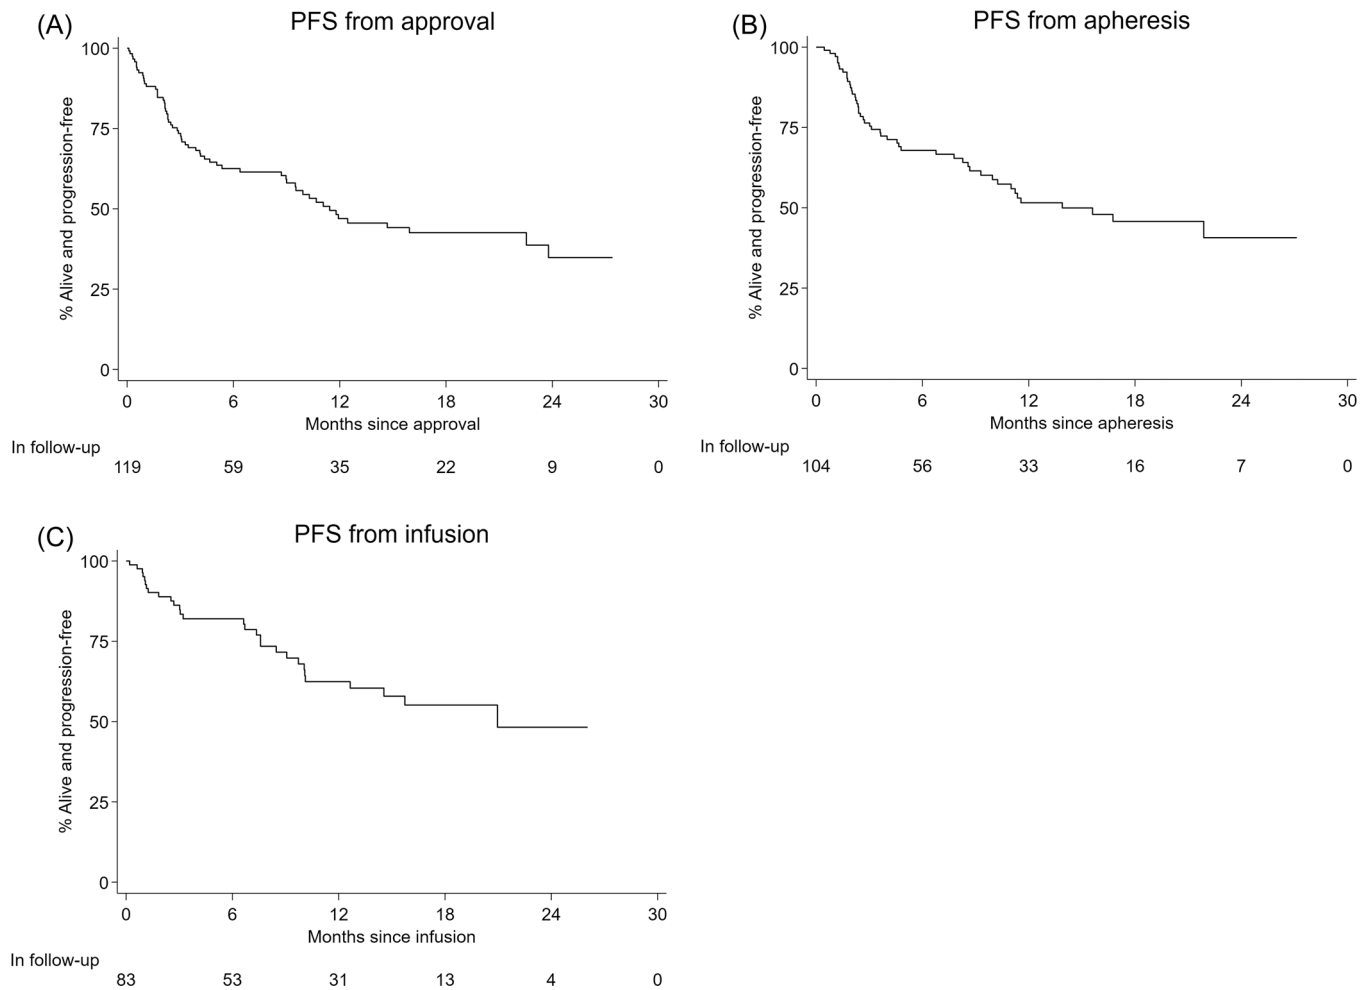 (A) PFS from approval
100
75
50
25
0
% Alive and progression-free
0 6 12 18 24 30
Months since approval
In follow-up
119 59 35 22 9 0
(B) PFS from apheresis
100
75
50
25
0
% Alive and progression-free
0 6 12 18 24 30
Months since apheresis
In follow-up
104 56 33 16 7 0
(C) PFS from infusion
100
75
50
25
0
% Alive and progression-free
0 6 12 18 24 30
Months since infusion
In follow-up
83 53 31 13 4 0